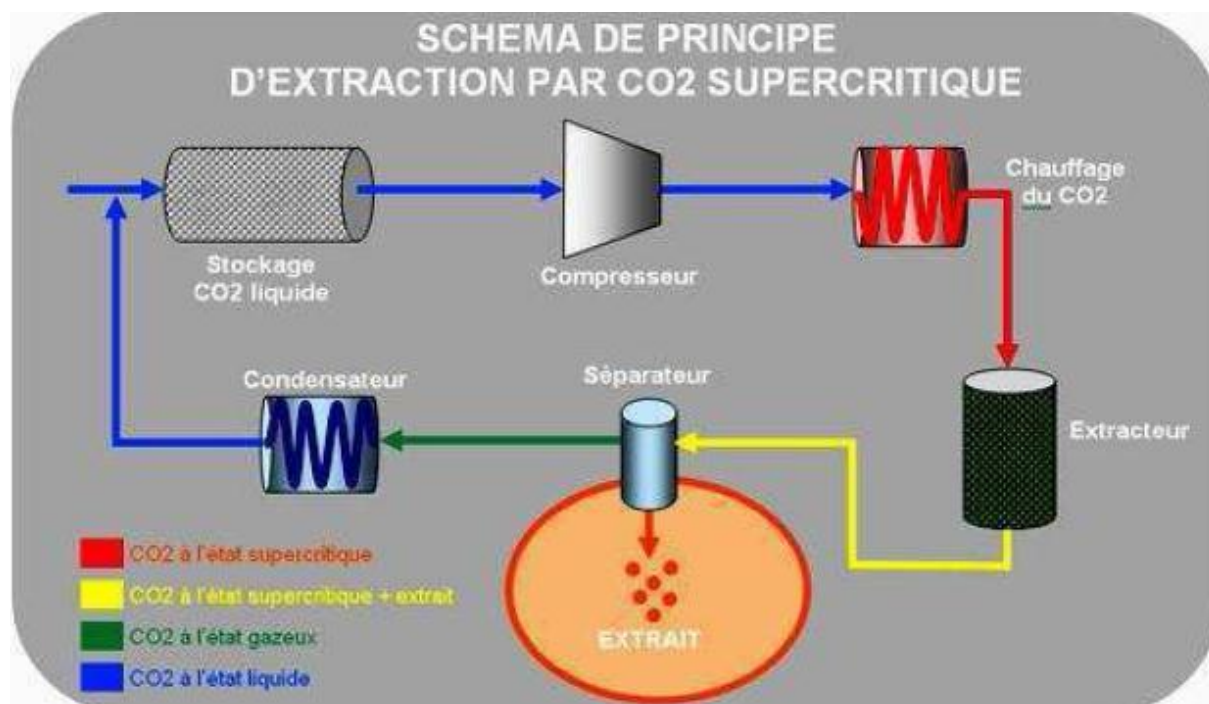 SCHEMA DE PRINCIPE
D'EXTRACTION PAR CO2 SUPERCRITIQUE
Chauffage
du CO2
Stockage
CO2 liquide
Compresseur
Condensateur
Séparateur
Extracteur
CO2 à l'état supercritique
CO2 à l'état supercritique + extrait
CO2 à l'état gazeux
CO2 à l'état liquide
EXTRAIT